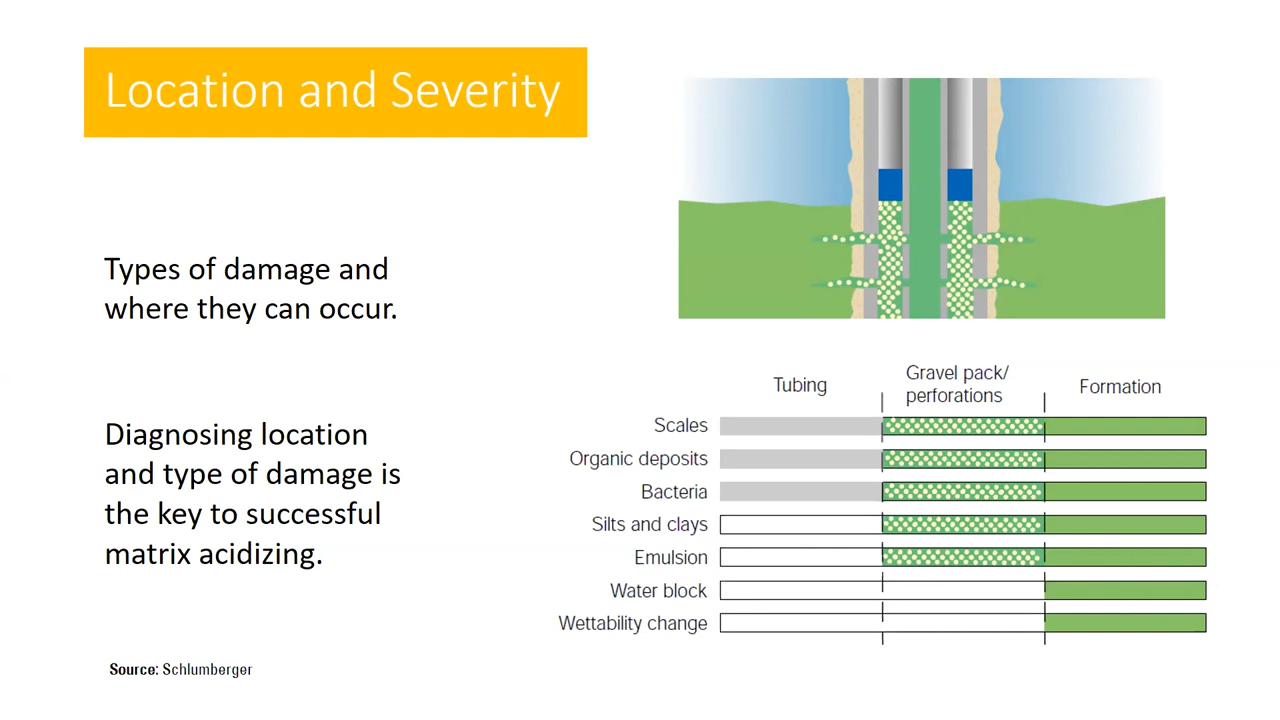 Location and Severity
Types of damage and
where they can occur.
Diagnosing location
and type of damage is
the key to successful
matrix acidizing.
Tubing
Gravel pack/
perforations
Formation
Scales
Organic deposits
Bacteria
Silts and clays
Emulsion
Water block
Wettability change
Source: Schlumberger